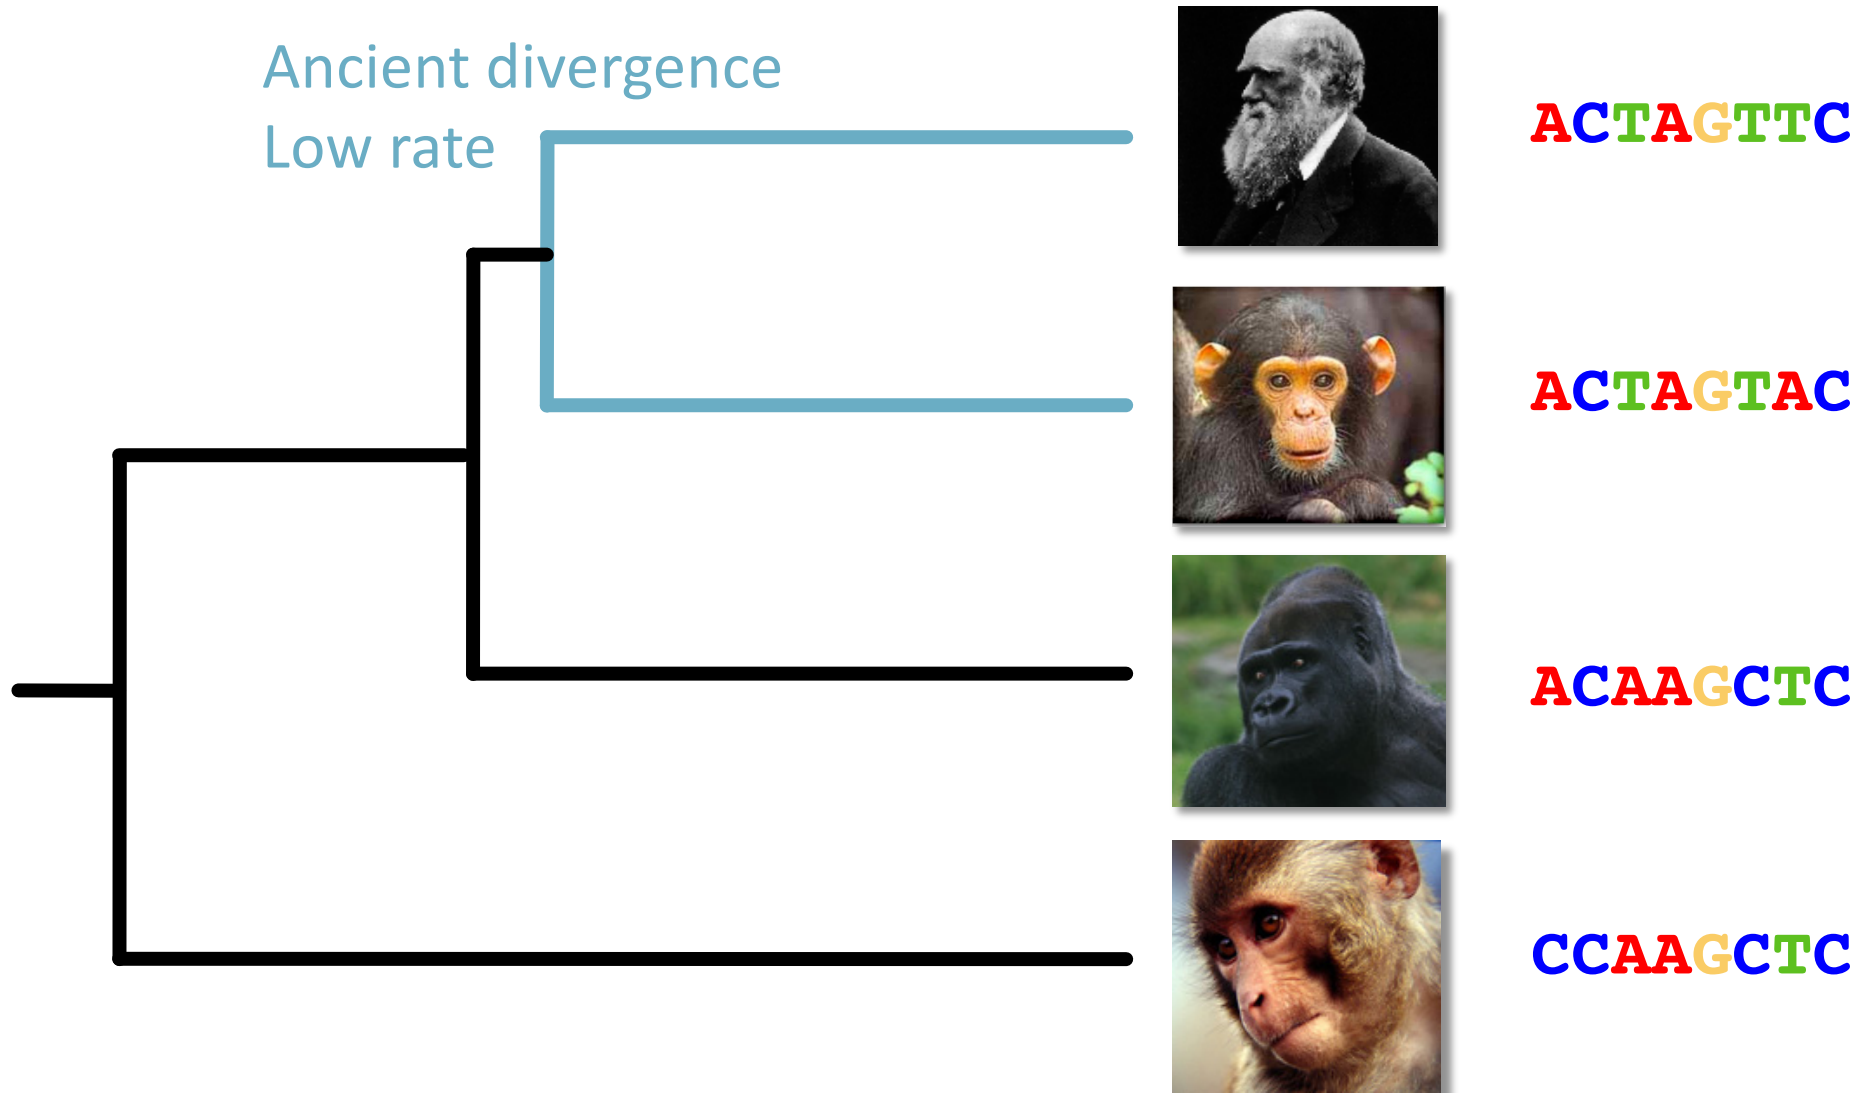 Ancient divergence
Low rate
ACTAGTTC
ACTAGTAC
ACAAGCTC
CCAAGCTC